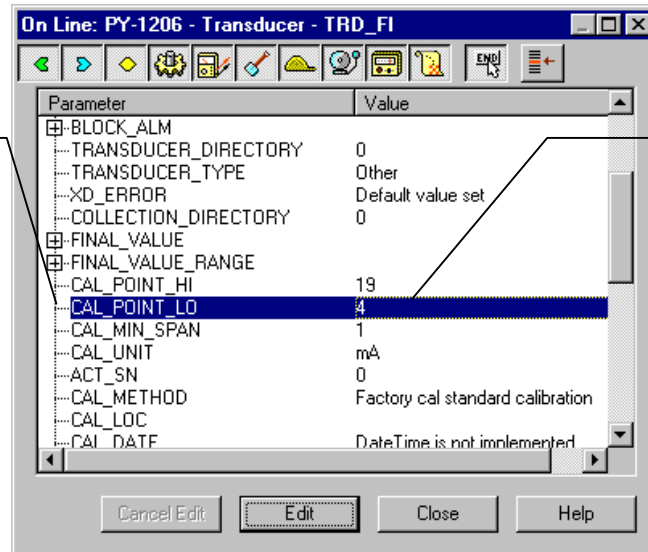 On Line: PY-1206 - Transducer - TRD_FI
END
Parameter Value
BLOCK_ALM
TRANSDUCER_DIRECTORY 0
TRANSDUCER_TYPE Other
XD_ERROR Default value set
COLLECTION_DIRECTORY 0
FINAL_VALUE
FINAL_VALUE_RANGE
CAL_POINT_HI 19
CAL_POINT_LO 4
CAL_MIN_SPAN 1
CAL_UNIT mA
ACT_SN 0
CAL_METHOD Factory cal standard calibration
CAL_LOC
CAL_DATE DateTime is not implemented
Cancel Edit Edit Close Help